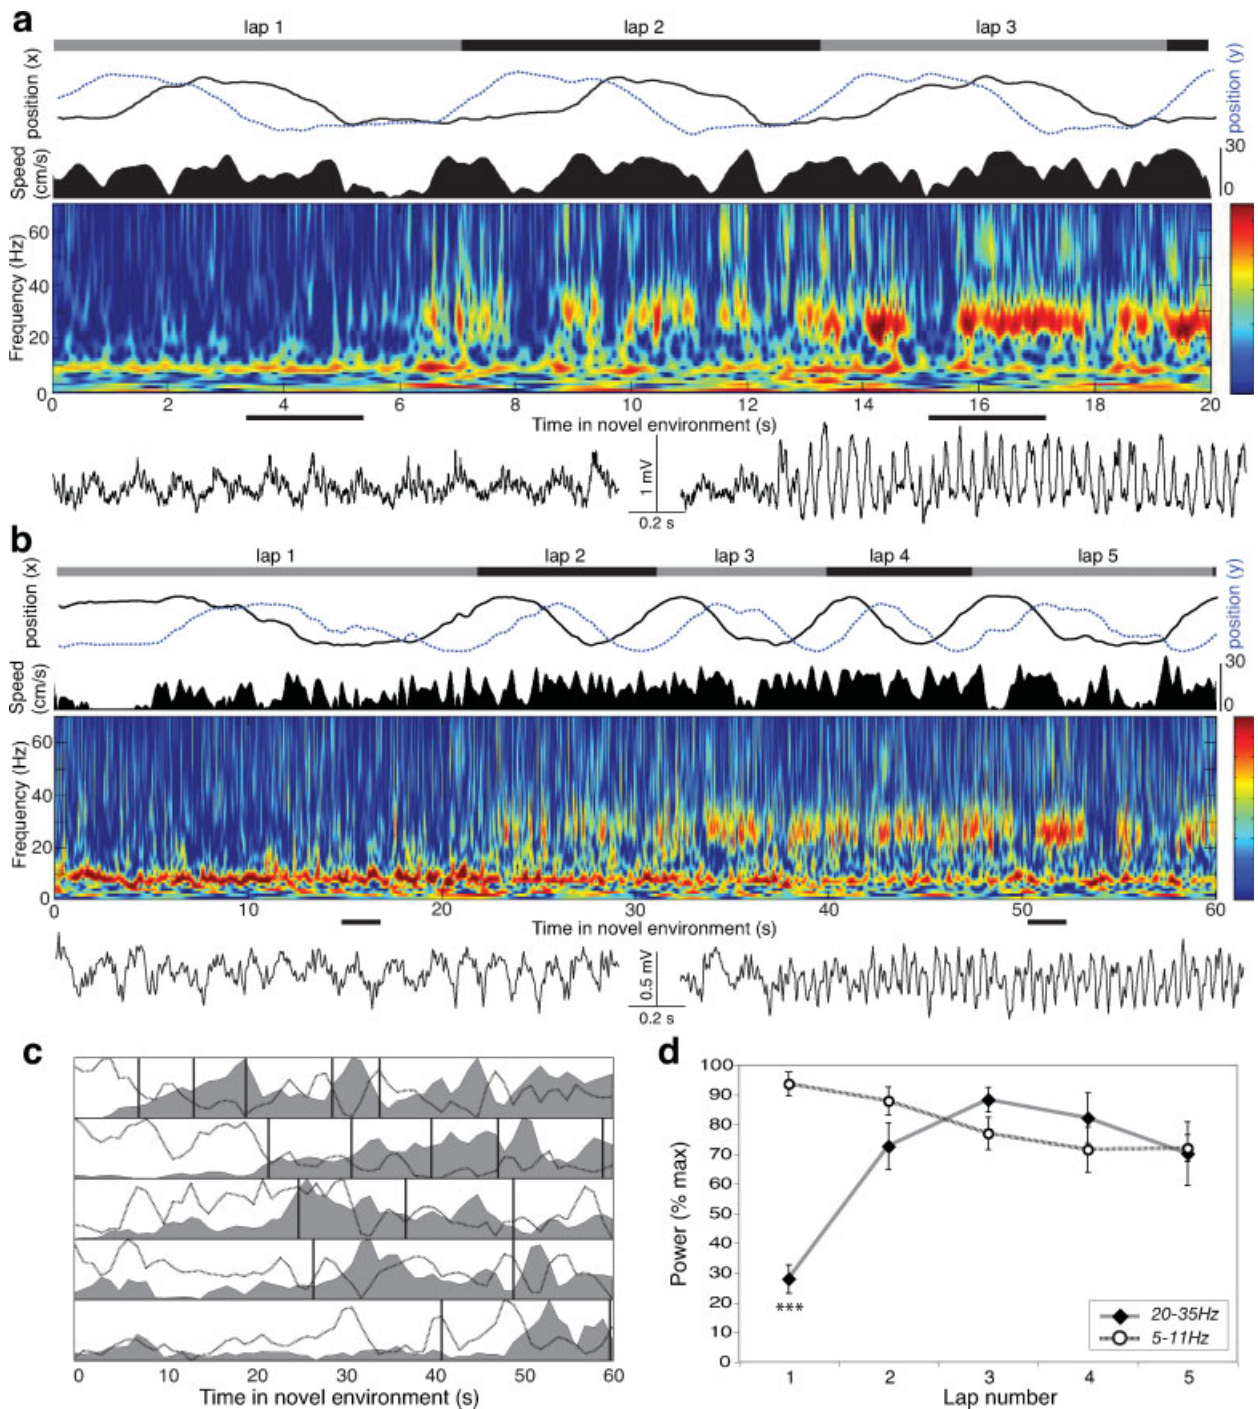 a
lap 1
lap 2
lap 3
position (x)
position (y)
Speed
(cm/s)
30
0
Frequency (Hz)
60
40
20
0
0
2
4
6
8
10
12
14
16
18
20
Time in novel environment (s)
1 mV
0.2 s
b
lap 1
lap 2
lap 3
lap 4
lap 5
position (x)
position (y)
Speed
(cm/s)
30
0
Frequency (Hz)
60
40
20
0
0
10
20
30
40
50
60
Time in novel environment (s)
0.5 mV
0.2 s
c
0
10
20
30
40
50
60
Time in novel environment (s)
d
Power (% max)
100
90
80
70
60
50
40
30
20
10
0
***
20-35Hz
5-11Hz
1
2
3
4
5
Lap number